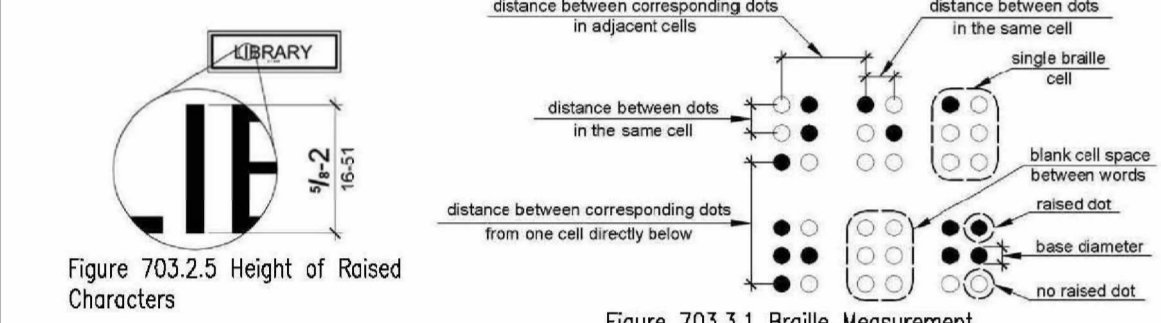 LIBRARY
5/8-2
16-51
Figure 703.2.5 Height of Raised
Characters
distance between corresponding dots
in adjacent cells
distance between dots
in the same cell
single braille
cell
distance between dots
in the same cell
blank cell space
between words
raised dot
distance between corresponding dots
from one cell directly below
base diameter
no raised dot
Figure 703.3.1 Braille Measurement